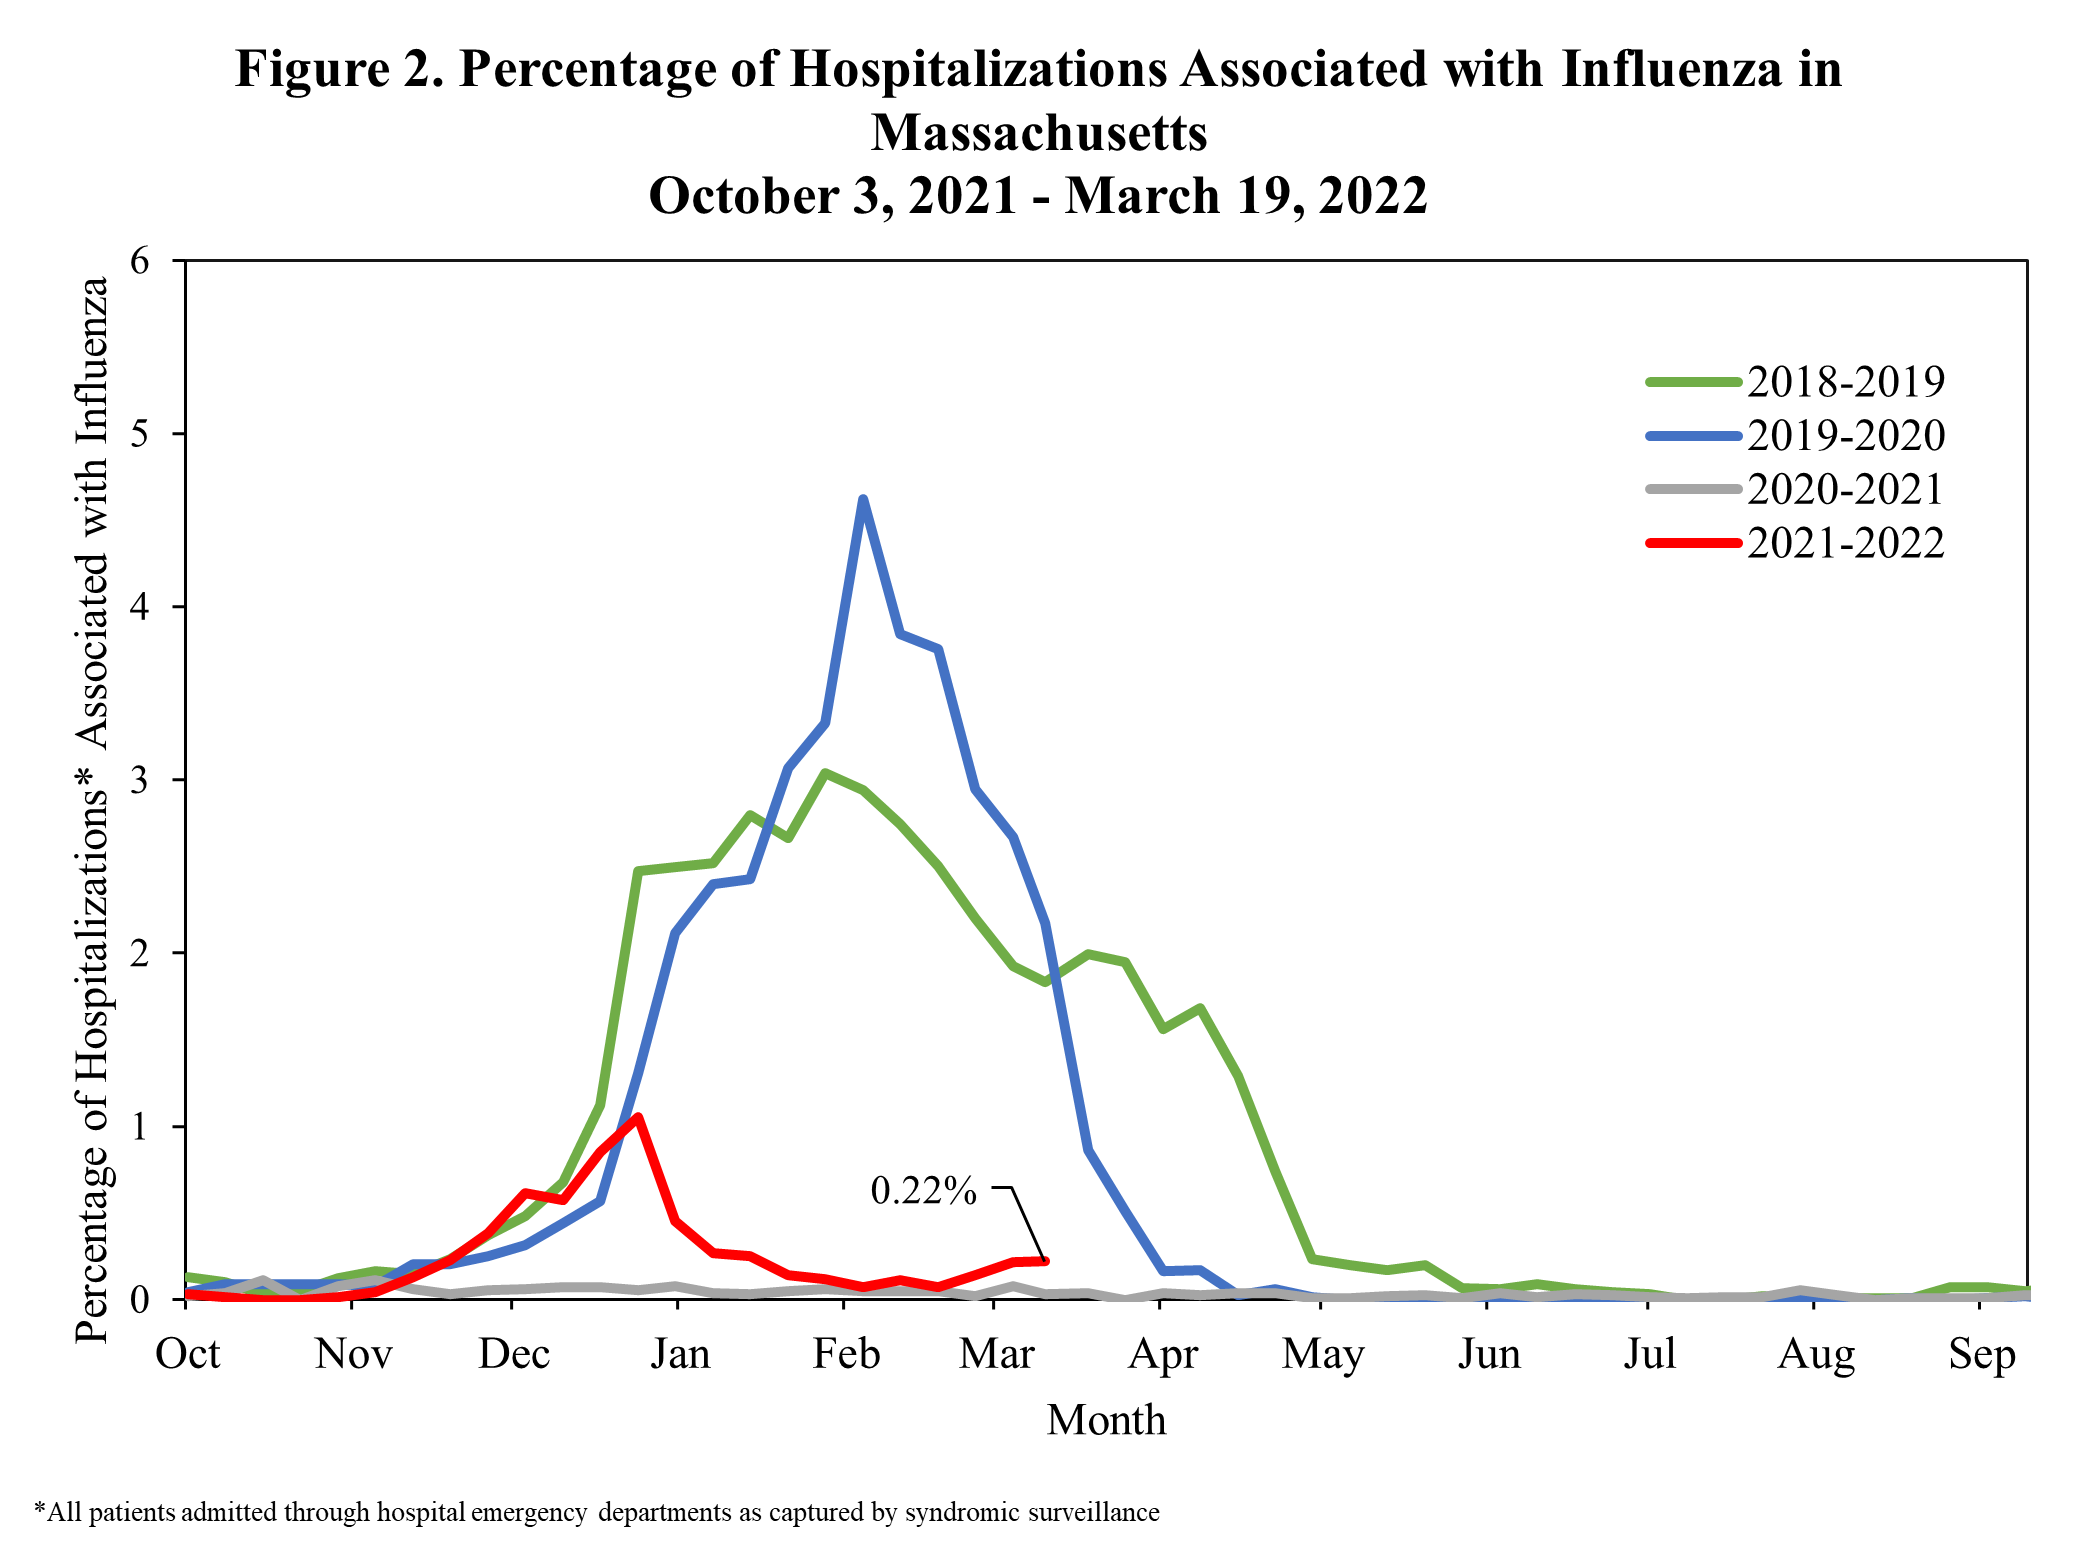 Figure 2. Percentage of Hospitalizations Associated with Influenza in
Massachusetts
October 3, 2021 - March 19, 2022
Percentage of Hospitalizations* Associated with Influenza
6
5
4
3
2
1
0
2018-2019
2019-2020
2020-2021
2021-2022
0.22%
Oct Nov Dec Jan Feb Mar Apr May Jun Jul Aug Sep
Month
*All patients admitted through hospital emergency departments as captured by syndromic surveillance